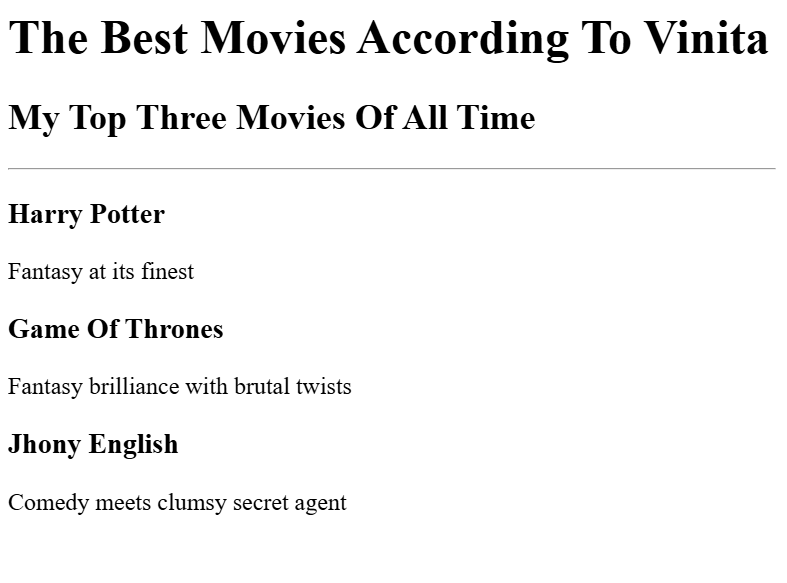 The Best Movies According To Vinita
My Top Three Movies Of All Time
Harry Potter
Fantasy at its finest
Game Of Thrones
Fantasy brilliance with brutal twists
Jhony English
Comedy meets clumsy secret agent